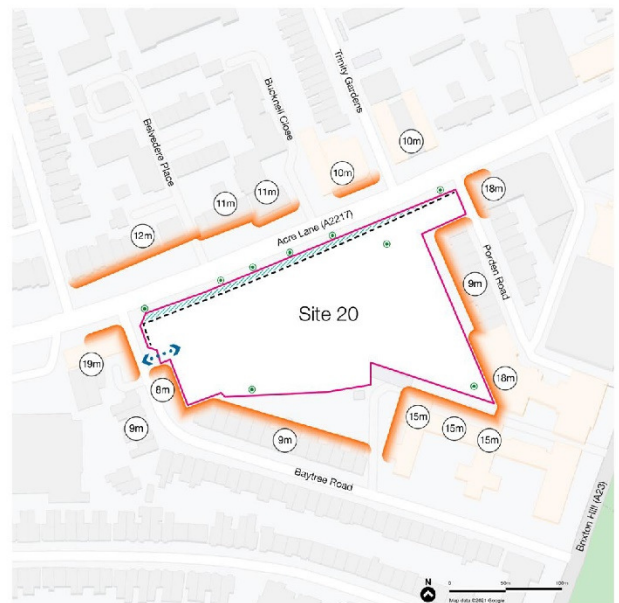 Trinity Gardens
Bucknell Close
Belvedere Place
10m
10m
11m
11m
12m
18m
Acre Lane (A2217)
Porden Road
9m
Site 20
19m
8m
18m
9m
9m
15m
15m
15m
Baytree Road
Brixton Hill (A23)
N
0
50m
100m
Map data ©2021 Google